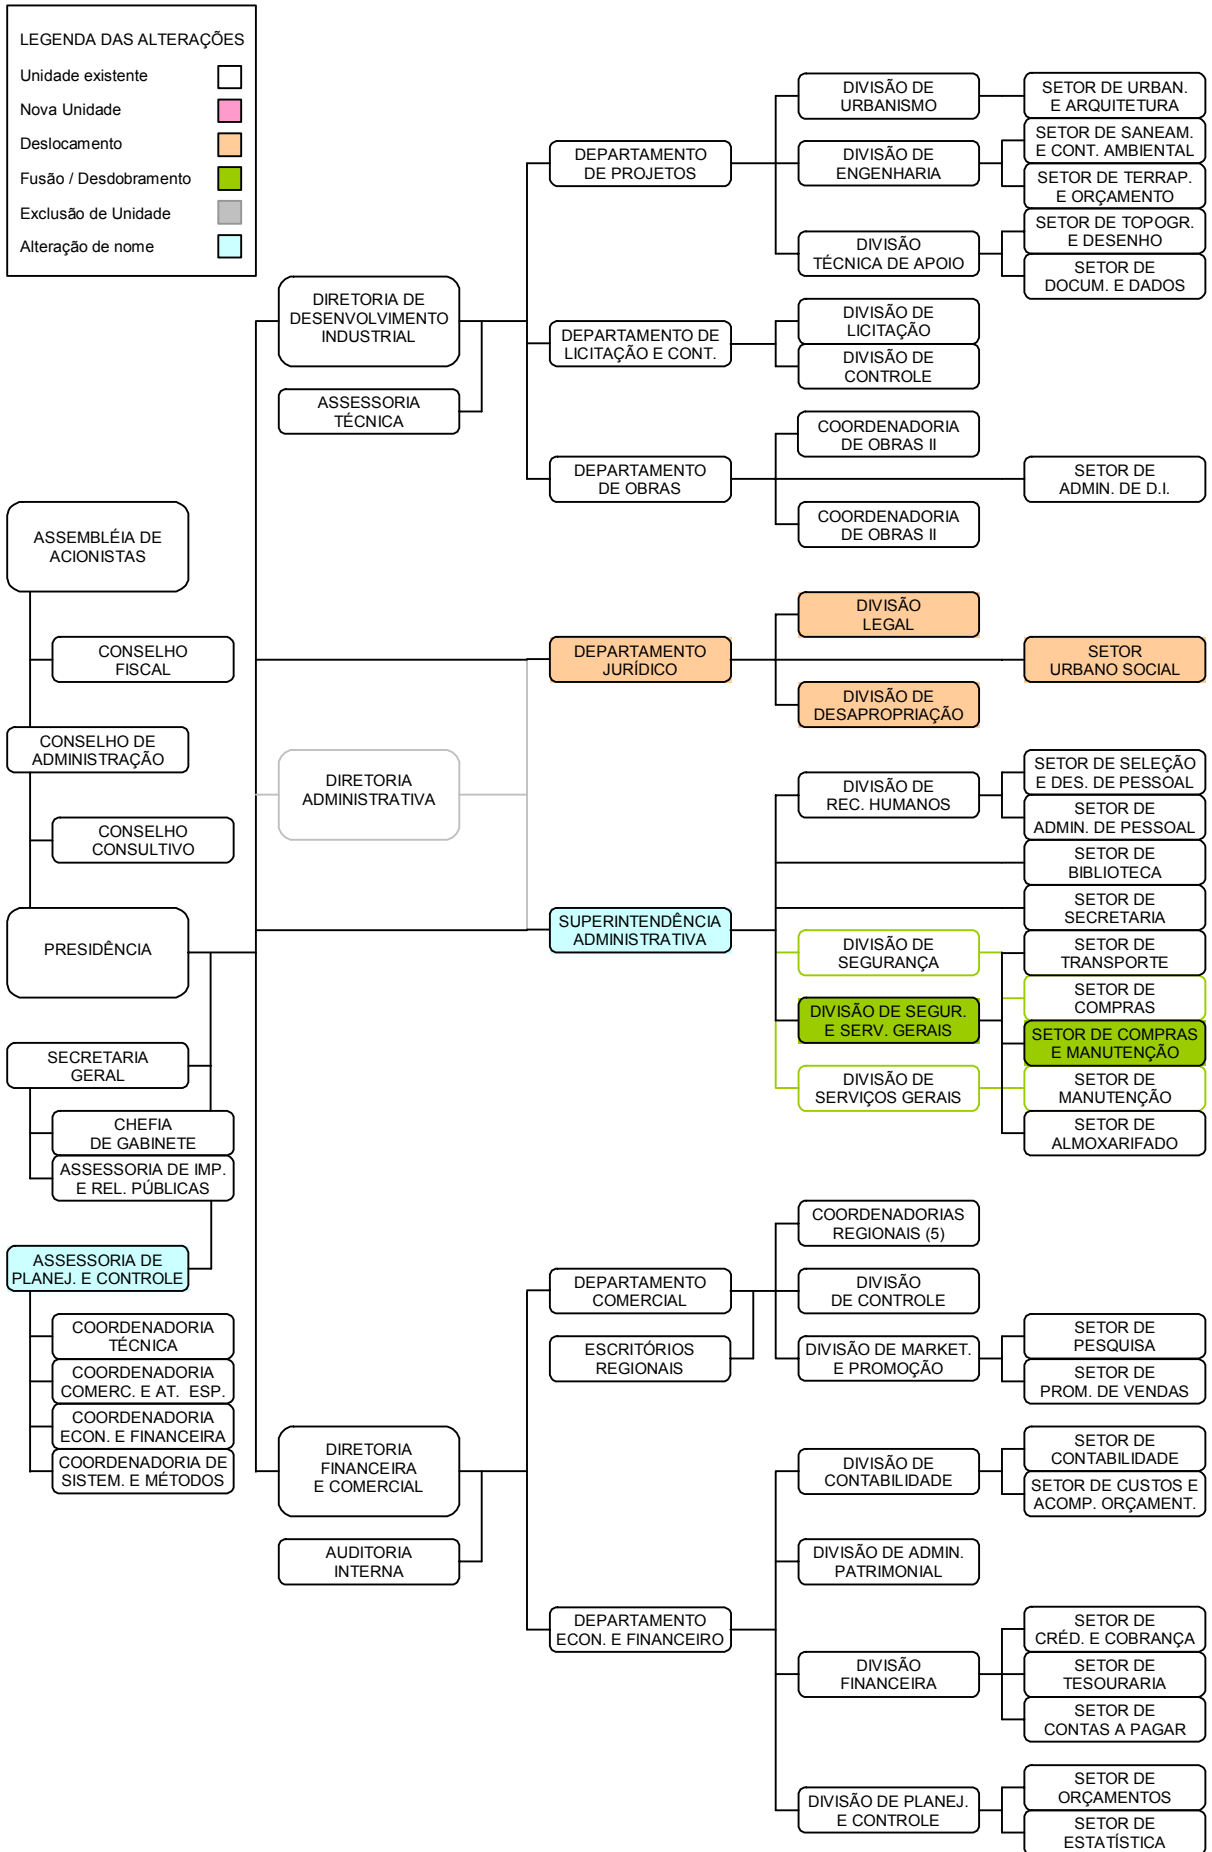 LEGENDA DAS ALTERAÇÕES
Unidade existente
Nova Unidade
Deslocamento
Fusão / Desdobramento
Exclusão de Unidade
Alteração de nome
ASSEMBLÉIA DE
ACIONISTAS
CONSELHO
FISCAL
CONSELHO DE
ADMINISTRAÇÃO
CONSELHO
CONSULTIVO
PRESIDÊNCIA
SECRETARIA
GERAL
CHEFIA
DE GABINETE
ASSESSORIA DE IMP.
E REL. PÚBLICAS
ASSESSORIA DE
PLANEJ. E CONTROLE
COORDENADORIA
TÉCNICA
COORDENADORIA
COMERC. E AT. ESP.
COORDENADORIA
ECON. E FINANCEIRA
COORDENADORIA DE
SISTEM. E MÉTODOS
DIRETORIA DE
DESENVOLVIMENTO
INDUSTRIAL
ASSESSORIA
TÉCNICA
DEPARTAMENTO
DE PROJETOS
DIVISÃO DE
URBANISMO
SETOR DE URBAN.
E ARQUITETURA
DIVISÃO DE
ENGENHARIA
SETOR DE SANEAM.
E CONT. AMBIENTAL
SETOR DE TERRAP.
E ORÇAMENTO
DIVISÃO
TÉCNICA DE APOIO
SETOR DE TOPOGR.
E DESENHO
SETOR DE
DOCUM. E DADOS
DEPARTAMENTO DE
LICITAÇÃO E CONT.
DIVISÃO DE
LICITAÇÃO
DIVISÃO DE
CONTROLE
DEPARTAMENTO
DE OBRAS
COORDENADORIA
DE OBRAS II
SETOR DE
ADMIN. DE D.I.
COORDENADORIA
DE OBRAS II
DEPARTAMENTO
JURÍDICO
DIVISÃO
LEGAL
SETOR
URBANO SOCIAL
DIVISÃO DE
DESAPROPRIAÇÃO
DIRETORIA
ADMINISTRATIVA
SUPERINTENDÊNCIA
ADMINISTRATIVA
DIVISÃO DE
REC. HUMANOS
SETOR DE SELEÇÃO
E DES. DE PESSOAL
SETOR DE
ADMIN. DE PESSOAL
SETOR DE
BIBLIOTECA
SETOR DE
SECRETARIA
DIVISÃO DE
SEGURANÇA
SETOR DE
TRANSPORTE
SETOR DE
COMPRAS
DIVISÃO DE SEGUR.
E SERV. GERAIS
SETOR DE COMPRAS
E MANUTENÇÃO
DIVISÃO DE
SERVIÇOS GERAIS
SETOR DE
MANUTENÇÃO
SETOR DE
ALMOXARIFADO
DIRETORIA
FINANCEIRA
E COMERCIAL
AUDITORIA
INTERNA
DEPARTAMENTO
COMERCIAL
ESCRITÓRIOS
REGIONAIS
COORDENADORIAS
REGIONAIS (5)
DIVISÃO
DE CONTROLE
DIVISÃO DE MARKET.
E PROMOÇÃO
SETOR DE
PESQUISA
SETOR DE
PROM. DE VENDAS
DEPARTAMENTO
ECON. E FINANCEIRO
DIVISÃO DE
CONTABILIDADE
SETOR DE
CONTABILIDADE
SETOR DE CUSTOS E
ACOMP. ORÇAMENT.
DIVISÃO DE ADMIN.
PATRIMONIAL
DIVISÃO
FINANCEIRA
SETOR DE
CRÉD. E COBRANÇA
SETOR DE
TESOURARIA
SETOR DE
CONTAS A PAGAR
DIVISÃO DE PLANEJ.
E CONTROLE
SETOR DE
ORÇAMENTOS
SETOR DE
ESTATÍSTICA